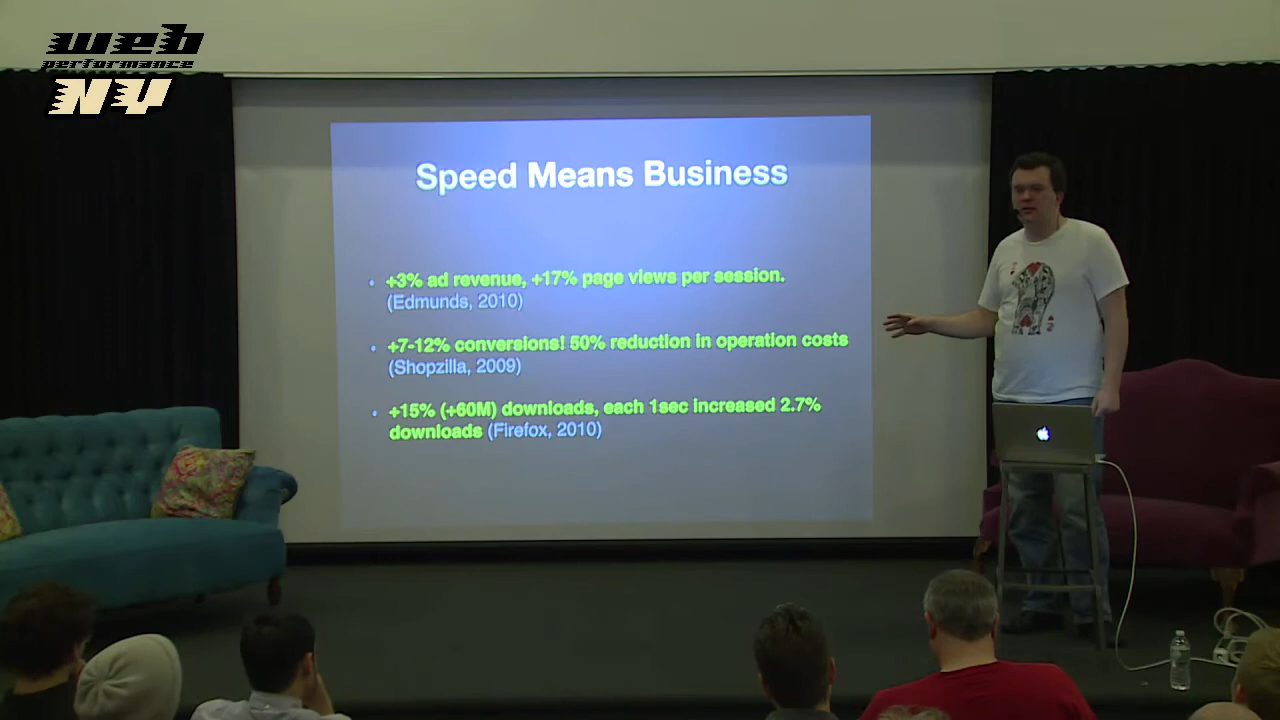 web
performance
NY
Speed Means Business
+3% ad revenue, +17% page views per session.
(Edmunds, 2010)
+7-12% conversions! 50% reduction in operation costs
(Shopzilla, 2009)
+15% (+60M) downloads, each 1sec increased 2.7%
downloads (Firefox, 2010)